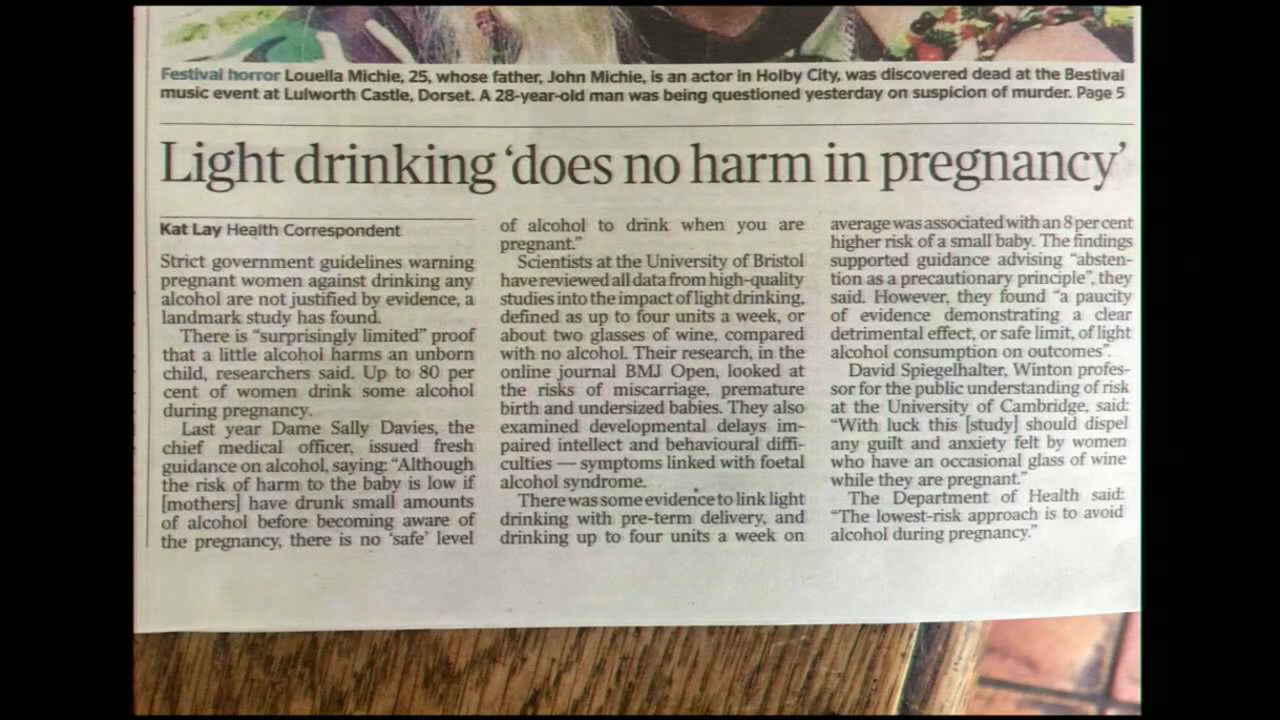 Festival horror Louella Michie, 25, whose father, John Michie, is an actor in Holby City, was discovered dead at the Bestival
music event at Lulworth Castle, Dorset. A 28-year-old man was being questioned yesterday on suspicion of murder. Page 5
Light drinking ‘does no harm in pregnancy’
Kat Lay Health Correspondent
Strict government guidelines warning
pregnant women against drinking any
alcohol are not justified by evidence, a
landmark study has found.
There is “surprisingly limited” proof
that a little alcohol harms an unborn
child, researchers said. Up to 80 per
cent of women drink some alcohol
during pregnancy.
Last year Dame Sally Davies, the
chief medical officer, issued fresh
guidance on alcohol, saying: “Although
the risk of harm to the baby is low if
[mothers] have drunk small amounts
of alcohol before becoming aware of
the pregnancy, there is no ‘safe’ level
of alcohol to drink when you are
pregnant.”
Scientists at the University of Bristol
have reviewed all data from high-quality
studies into the impact of light drinking,
defined as up to four units a week, or
about two glasses of wine, compared
with no alcohol. Their research, in the
online journal BMJ Open, looked at
the risks of miscarriage, premature
birth and undersized babies. They also
examined developmental delays im-
paired intellect and behavioural diffi-
culties — symptoms linked with foetal
alcohol syndrome.
There was some evidence to link light
drinking with pre-term delivery, and
drinking up to four units a week on
average was associated with an 8 per cent
higher risk of a small baby. The findings
supported guidance advising “absten-
tion as a precautionary principle”, they
said. However, they found “a paucity
of evidence demonstrating a clear
detrimental effect, or safe limit, of light
alcohol consumption on outcomes”.
David Spiegelhalter, Winton profes-
sor for the public understanding of risk
at the University of Cambridge, said:
“With luck this [study] should dispel
any guilt and anxiety felt by women
who have an occasional glass of wine
while they are pregnant.”
The Department of Health said:
“The lowest-risk approach is to avoid
alcohol during pregnancy.”